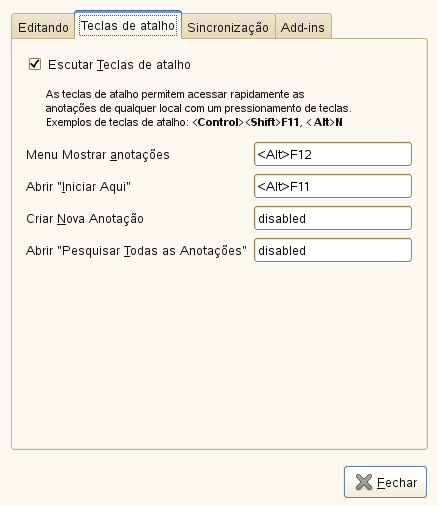 Editando Teclas de atalho Sincronização Add-ins
Escutar Teclas de atalho
As teclas de atalho permitem acessar rapidamente as
anotações de qualquer local com um pressionamento de teclas.
Exemplos de teclas de atalho: <Control><Shift>F11, <Alt>N
Menu Mostrar anotações <Alt>F12
Abrir "Iniciar Aqui" <Alt>F11
Criar Nova Anotação disabled
Abrir "Pesquisar Todas as Anotações" disabled
Fechar